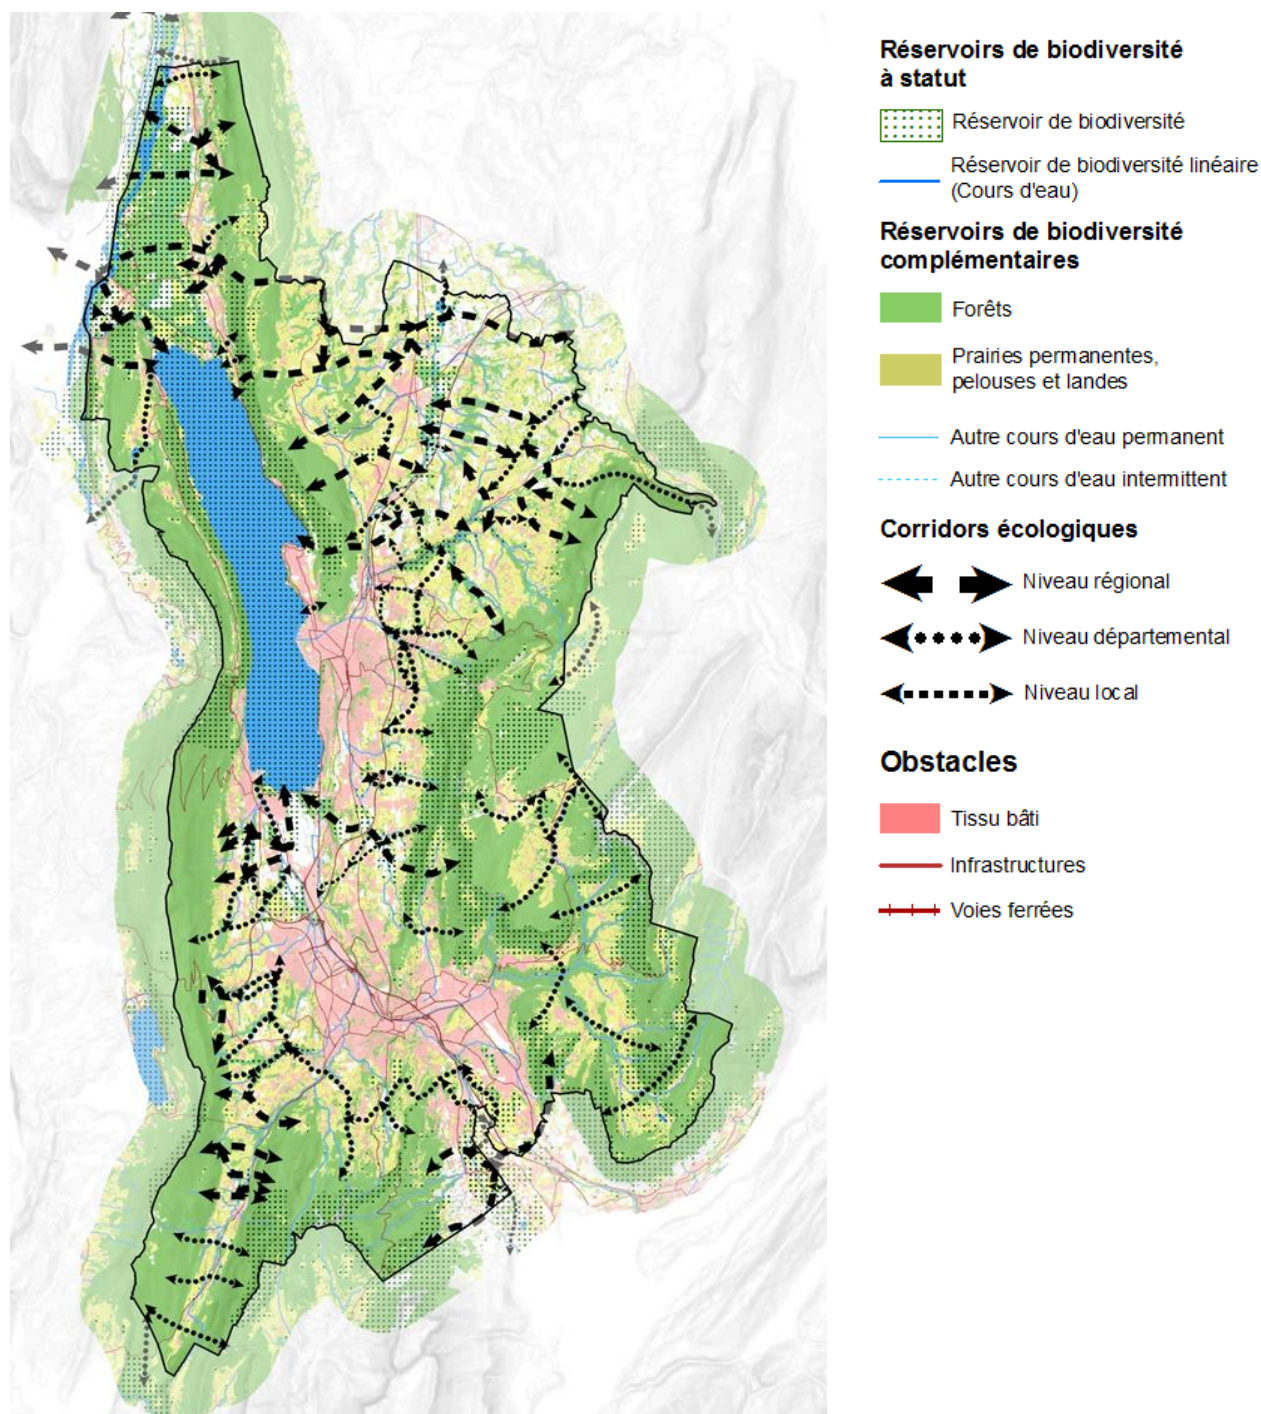 Réservoirs de biodiversité
à statut
Réservoir de biodiversité
Réservoir de biodiversité linéaire
(Cours d'eau)
Réservoirs de biodiversité
complémentaires
Forêts
Prairies permanentes,
pelouses et landes
Autre cours d'eau permanent
Autre cours d'eau intermittent
Corridors écologiques
Niveau régional
Niveau départemental
Niveau local
Obstacles
Tissu bâti
Infrastructures
Voies ferrées